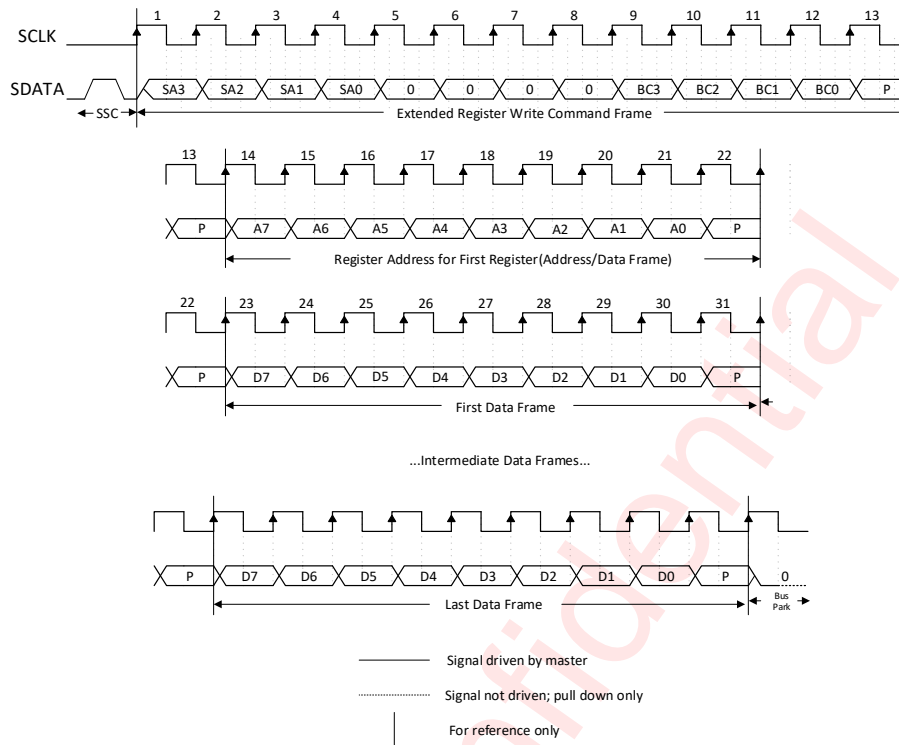 1 2 3 4 5 6 7 8 9 10 11 12 13
SCLK
SDATA SA3 SA2 SA1 SA0 0 0 0 0 BC3 BC2 BC1 BC0 P
SSC Extended Register Write Command Frame
13 14 15 16 17 18 19 20 21 22
P A7 A6 A5 A4 A3 A2 A1 A0 P
Register Address for First Register(Address/Data Frame)
22 23 24 25 26 27 28 29 30 31
P D7 D6 D5 D4 D3 D2 D1 D0 P
First Data Frame
...Intermediate Data Frames...
P D7 D6 D5 D4 D3 D2 D1 D0 P 0
Last Data Frame
Bus
Park
Signal driven by master
Signal not driven; pull down only
For reference only